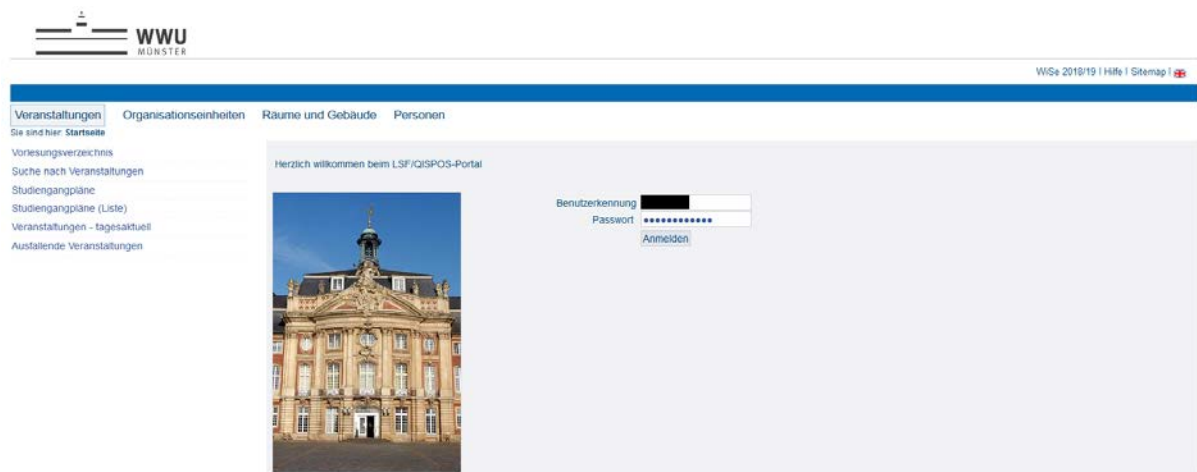 WWU
MÜNSTER
WiSe 2018/19 | Hilfe | Sitemap |
Veranstaltungen Organisationseinheiten Räume und Gebäude Personen
Sie sind hier: Startseite
Vorlesungsverzeichnis
Suche nach Veranstaltungen
Studiengangpläne
Studiengangpläne (Liste)
Veranstaltungen - tagesaktuell
Ausfallende Veranstaltungen
Herzlich willkommen beim LSF/QISPOS-Portal
Benutzerkennung
Passwort ••••••••••••
Anmelden